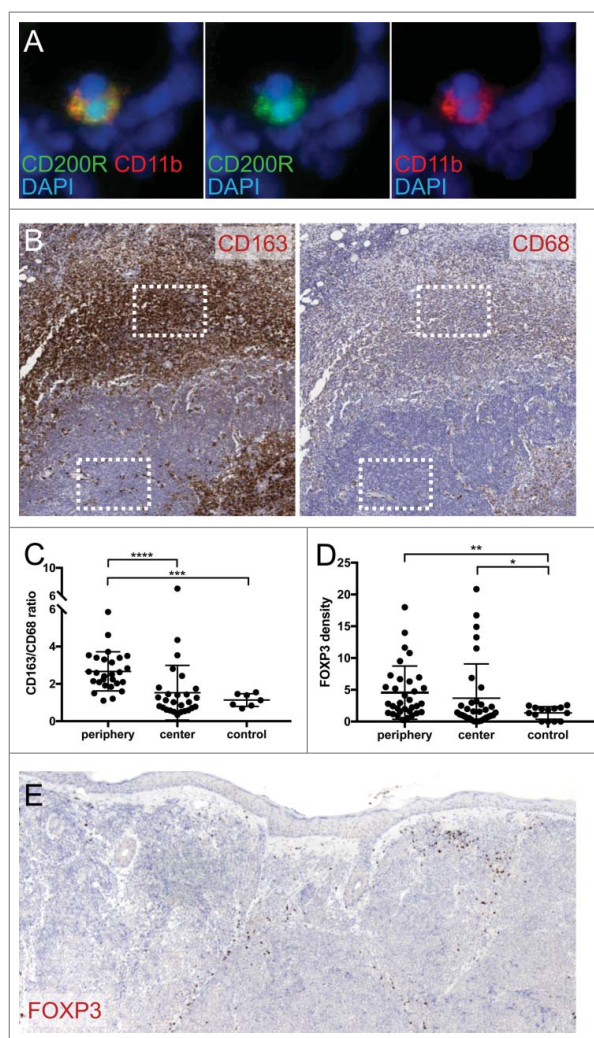 A
CD200R CD11b
DAPI
CD200R
DAPI
CD11b
DAPI
B
CD163
CD68
C
CD163/CD68 ratio
10
6
6
4
2
0
****
***
periphery
center
control
D
FOXP3 density
25
20
15
10
5
0
**
*
periphery
center
control
E
FOXP3